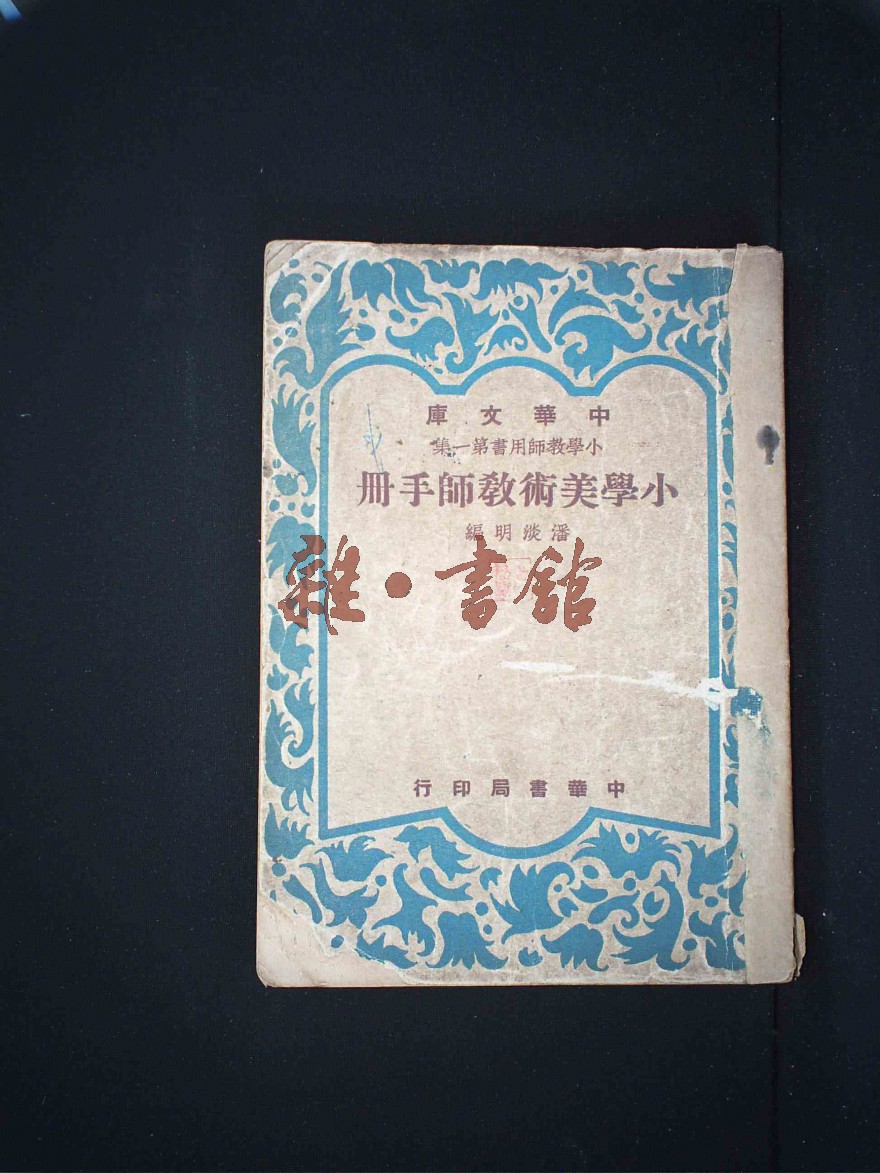 中華文庫
小學教師用書第一集
小學美術教師手冊
潘淡明編
雜·書館
中華書局印行